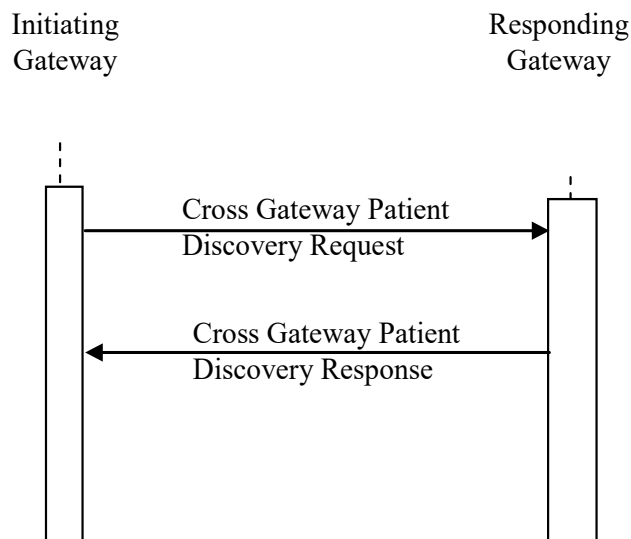 Initiating
Gateway
Responding
Gateway
Cross Gateway Patient
Discovery Request
Cross Gateway Patient
Discovery Response